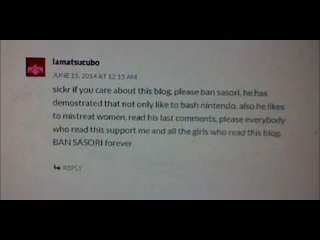 lamatsucubo
JUNE 15, 2014 AT 12:15 AM
sickr if you care about this blog, please ban sasori, he has
demostrated that not only like to bash nintendo, also he likes
to mistreat women, read his last comments, please everybody
who read this support me and all the girls who read this blog.
BAN SASORI forever.
REPLY